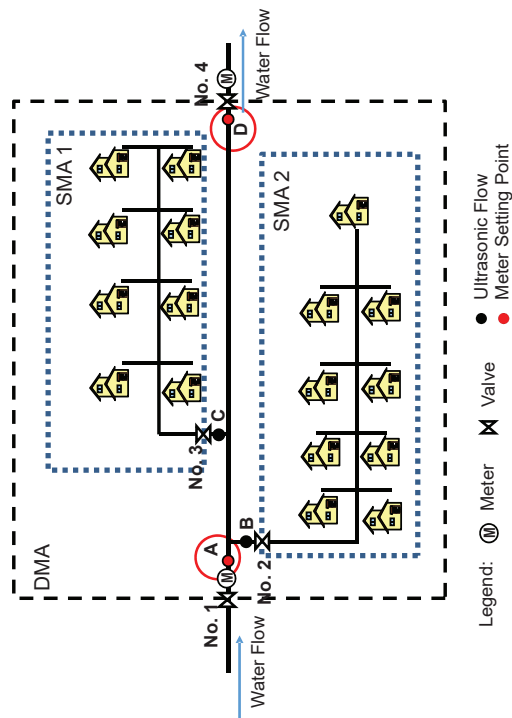 DMA
SMA 1
SMA 2
No. 1
No. 2
No. 3
No. 4
A
B
C
D
M
M
Water Flow
Water Flow
Legend:
M
Meter
Valve
Ultrasonic Flow
Meter Setting Point